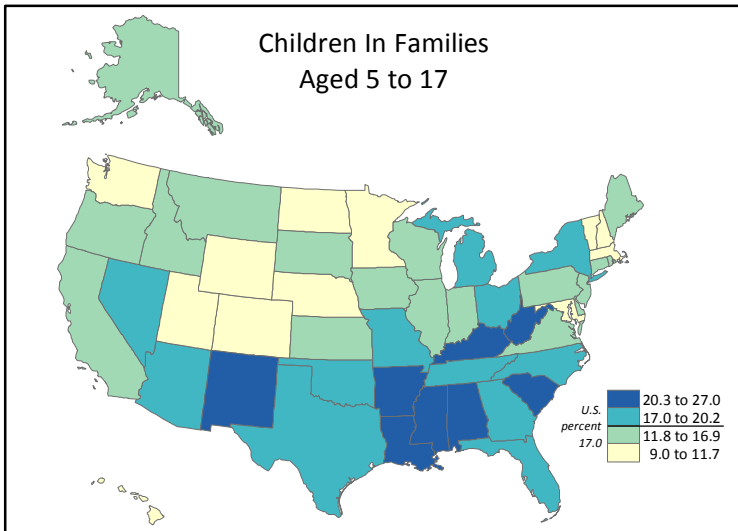 Children In Families
Aged 5 to 17
U.S.
percent
17.0
20.3 to 27.0
17.0 to 20.2
11.8 to 16.9
9.0 to 11.7